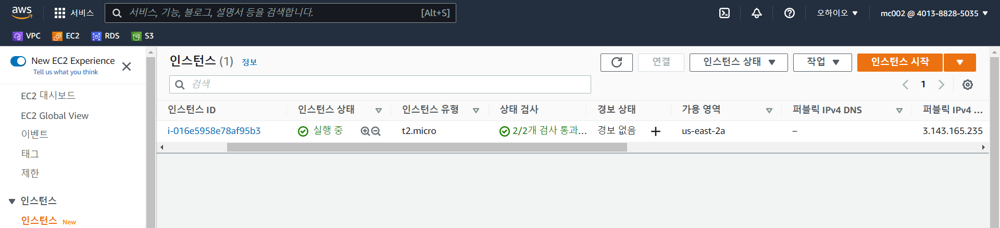 aws 서비스 서비스, 기능, 블로그, 설명서 등을 검색합니다. [Alt+S] 오하이오 mc002 @ 4013-8828-5035
VPC EC2 RDS S3
New EC2 Experience
Tell us what you think
EC2 대시보드
EC2 Global View
이벤트
태그
제한
인스턴스
인스턴스 New
인스턴스 (1) 정보 연결 인스턴스 상태 작업 인스턴스 시작
검색 1
인스턴스 ID 인스턴스 상태 인스턴스 유형 상태 검사 경보 상태 가용 영역 퍼블릭 IPv4 DNS 퍼블릭 IPv4 ...
i-016e5958e78af95b3 실행 중 t2.micro 2/2개 검사 통과... 경보 없음 + us-east-2a – 3.143.165.235